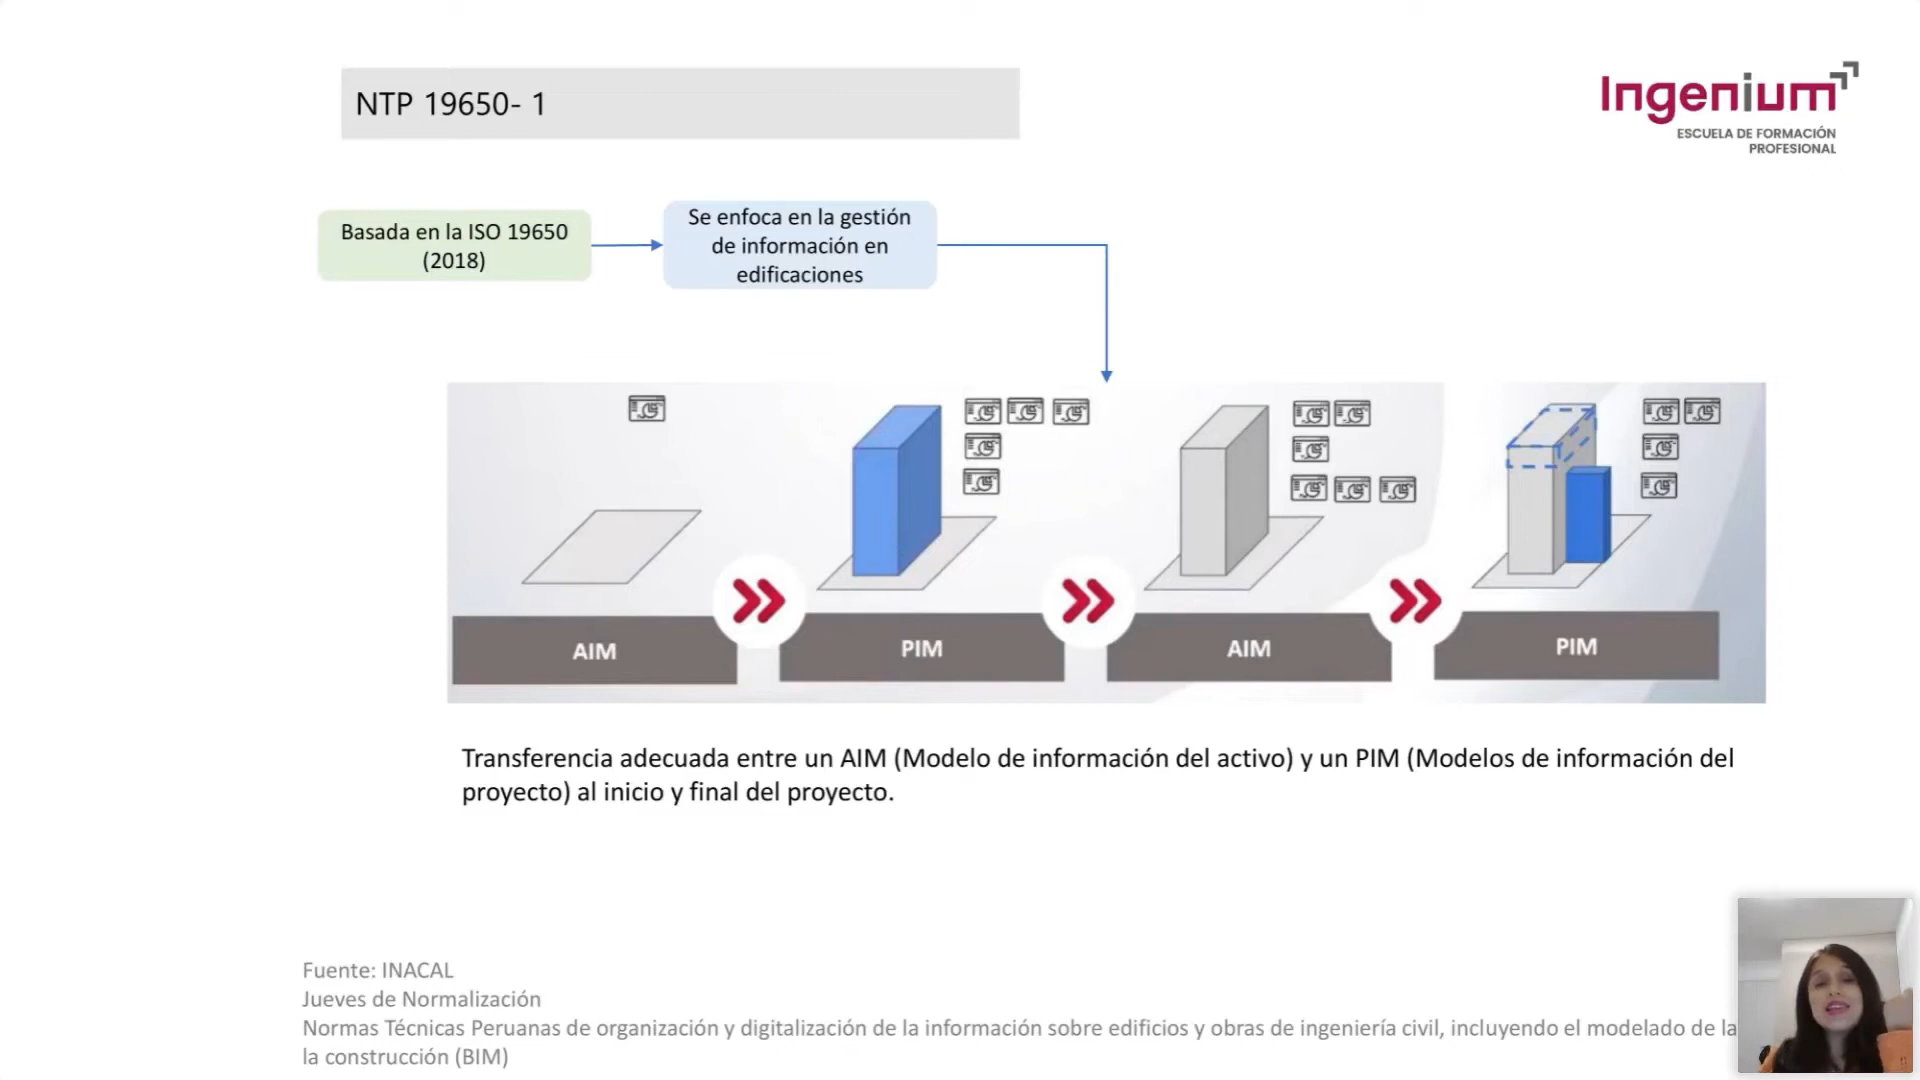 NTP 19650- 1
Ingenium
ESCUELA DE FORMACIÓN
PROFESIONAL
Basada en la ISO 19650
(2018)
Se enfoca en la gestión
de información en
edificaciones
AIM
PIM
AIM
PIM
Transferencia adecuada entre un AIM (Modelo de información del activo) y un PIM (Modelos de información del
proyecto) al inicio y final del proyecto.
Fuente: INACAL
Jueves de Normalización
Normas Técnicas Peruanas de organización y digitalización de la información sobre edificios y obras de ingeniería civil, incluyendo el modelado de la
la construcción (BIM)